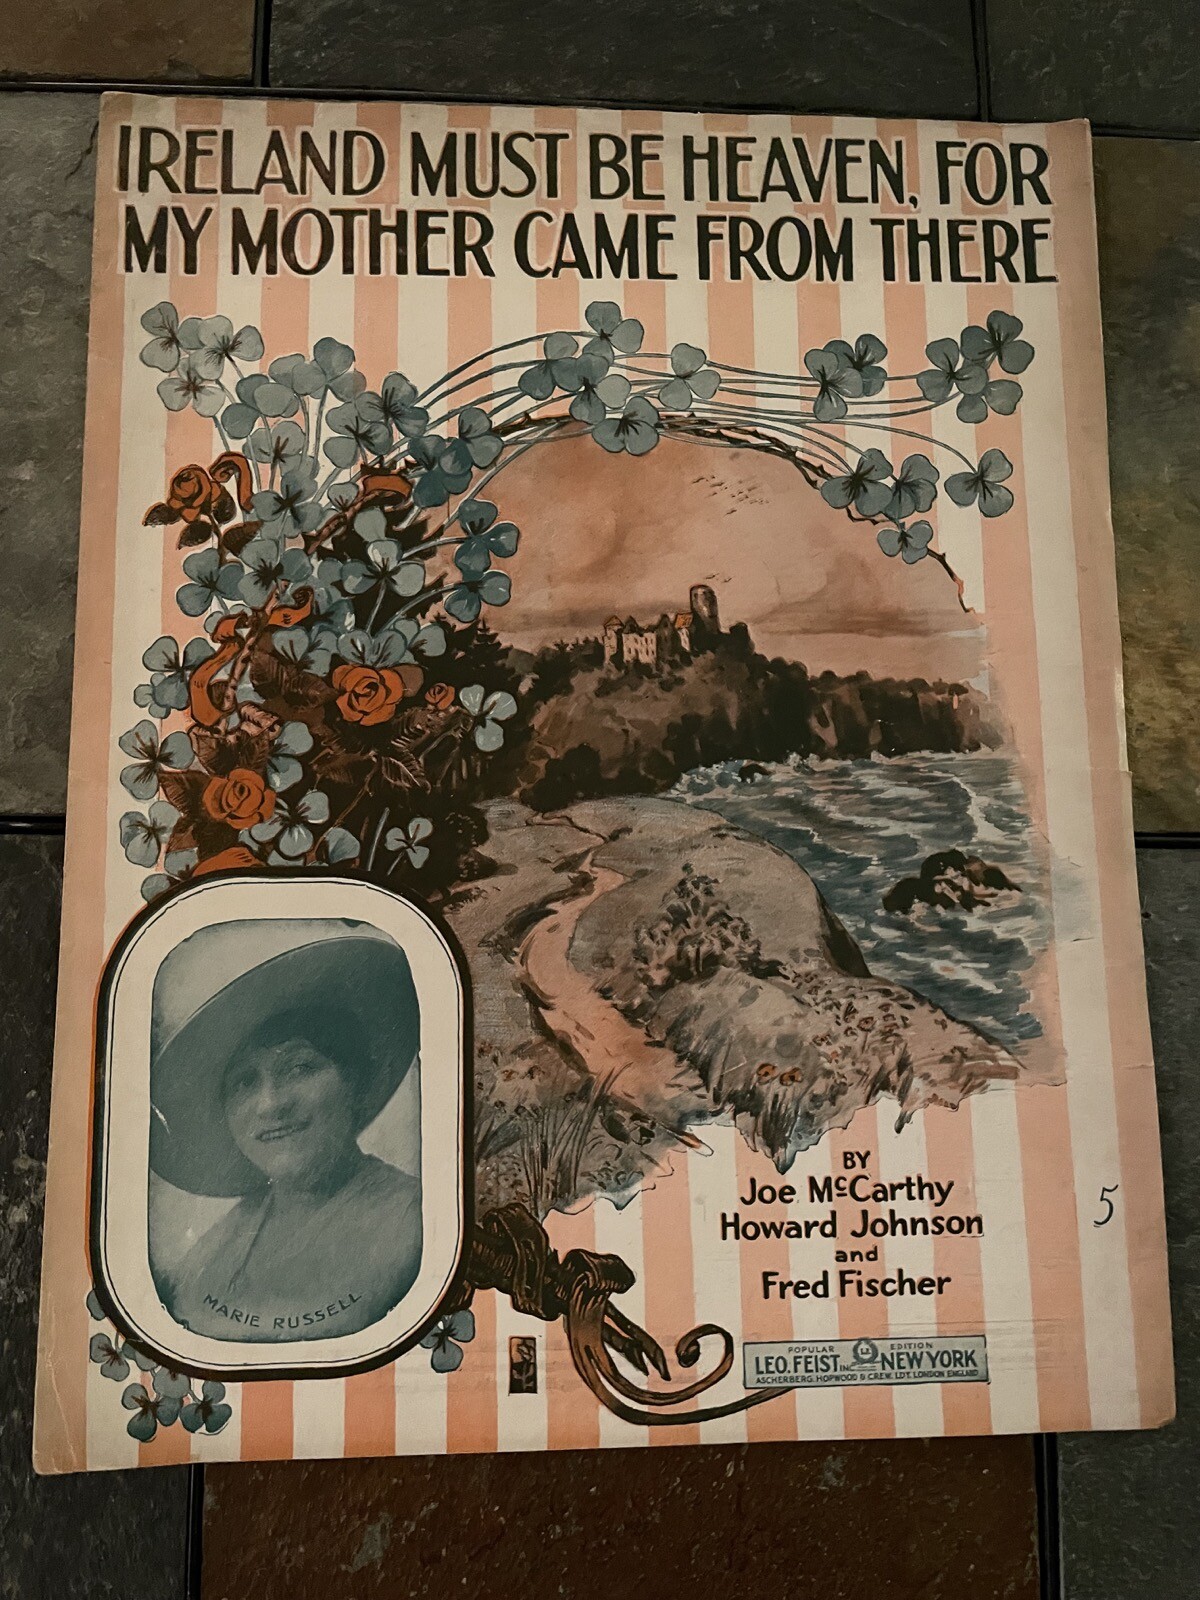 IRELAND MUST BE HEAVEN, FOR
MY MOTHER CAME FROM THERE
MARIE RUSSELL
BY
Joe McCarthy
Howard Johnson
and
Fred Fischer
5
POPULAR EDITION
LEO. FEIST INC. NEW YORK
ASCHERBERG, HOPWOOD & CREW, LDT. LONDON ENGLAND